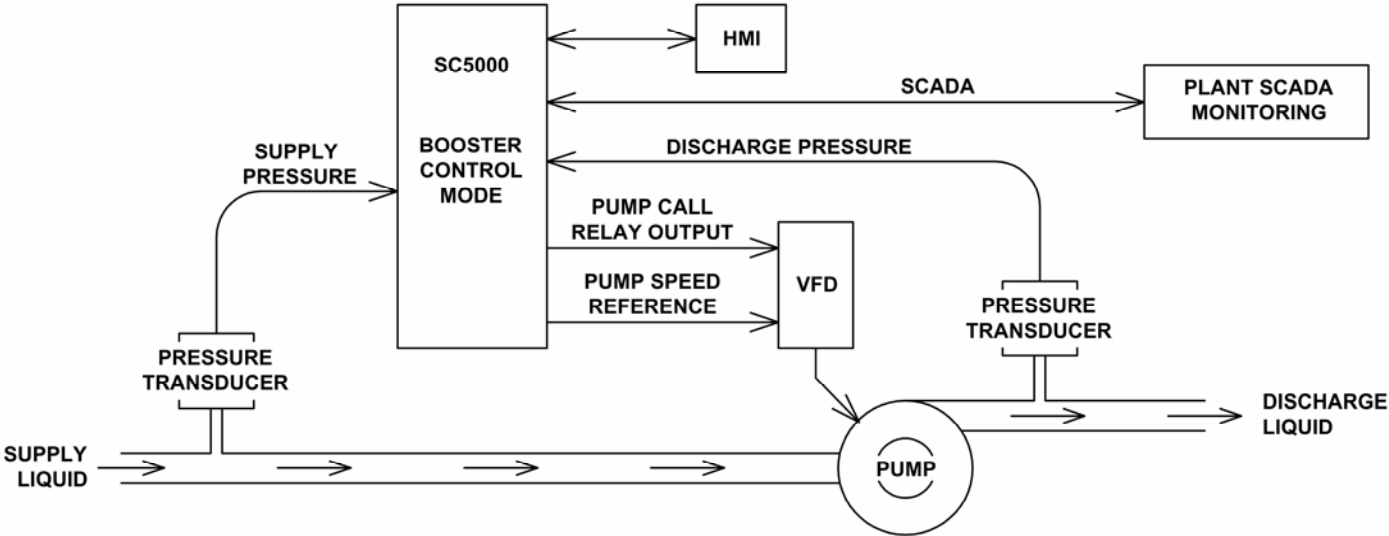 SC5000
BOOSTER
CONTROL
MODE
HMI
SCADA
PLANT SCADA
MONITORING
SUPPLY
PRESSURE
DISCHARGE PRESSURE
PUMP CALL
RELAY OUTPUT
PUMP SPEED
REFERENCE
VFD
PRESSURE
TRANSDUCER
PRESSURE
TRANSDUCER
SUPPLY
LIQUID
PUMP
DISCHARGE
LIQUID